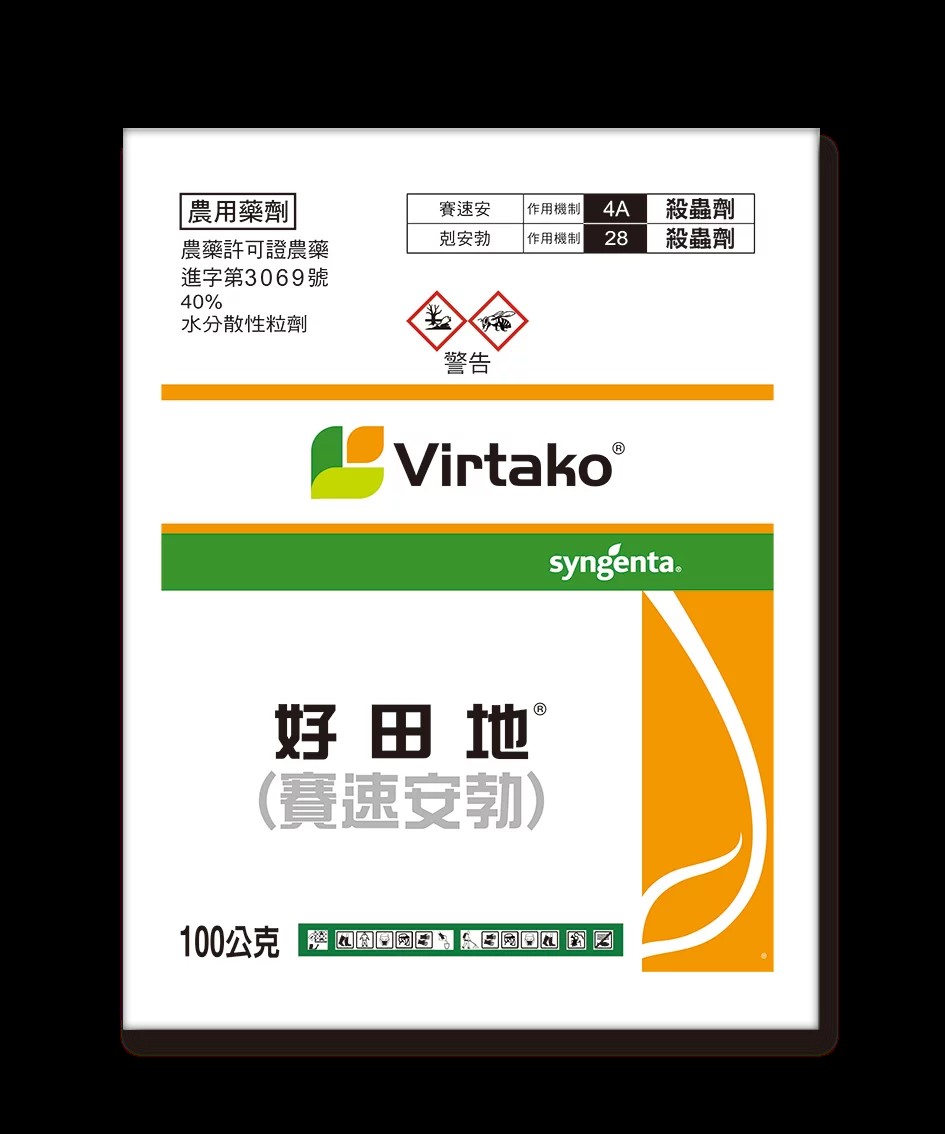 農用藥劑
農藥許可證農藥
進字第3069號
40%
水分散性粒劑
賽速安 作用機制 4A 殺蟲劑
剋安勃 作用機制 28 殺蟲劑
警告
Virtako®
syngenta®
好田地®
(賽速安勃)
100公克